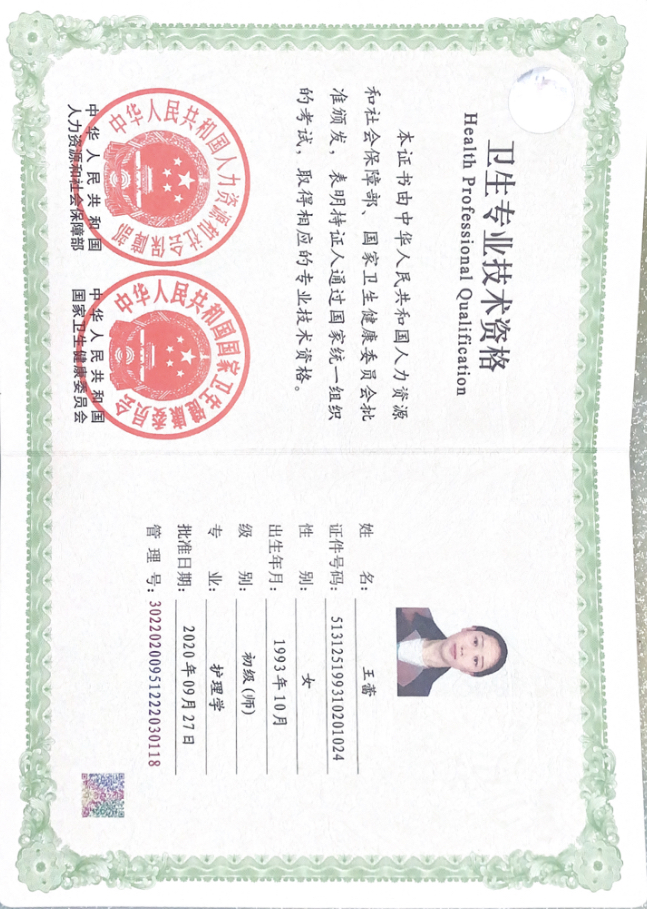 卫生专业技术资格
Health Professional Qualification
本证书由中华人民共和国人力资源
和社会保障部、国家卫生健康委员会批
准颁发，表明持证人通过国家统一组织
的考试，取得相应的专业技术资格。
中华人民共和国人力资源和社会保障部
中华人民共和国
人力资源和社会保障部
中华人民共和国国家卫生健康委员会
中华人民共和国
国家卫生健康委员会
姓 名： 王蕾
证件号码： 513125199310201024
性 别： 女
出生年月： 1993年10月
级 别： 初级(师)
专 业： 护理学
批准日期： 2020年09月27日
管 理 号： 30220200951222030118